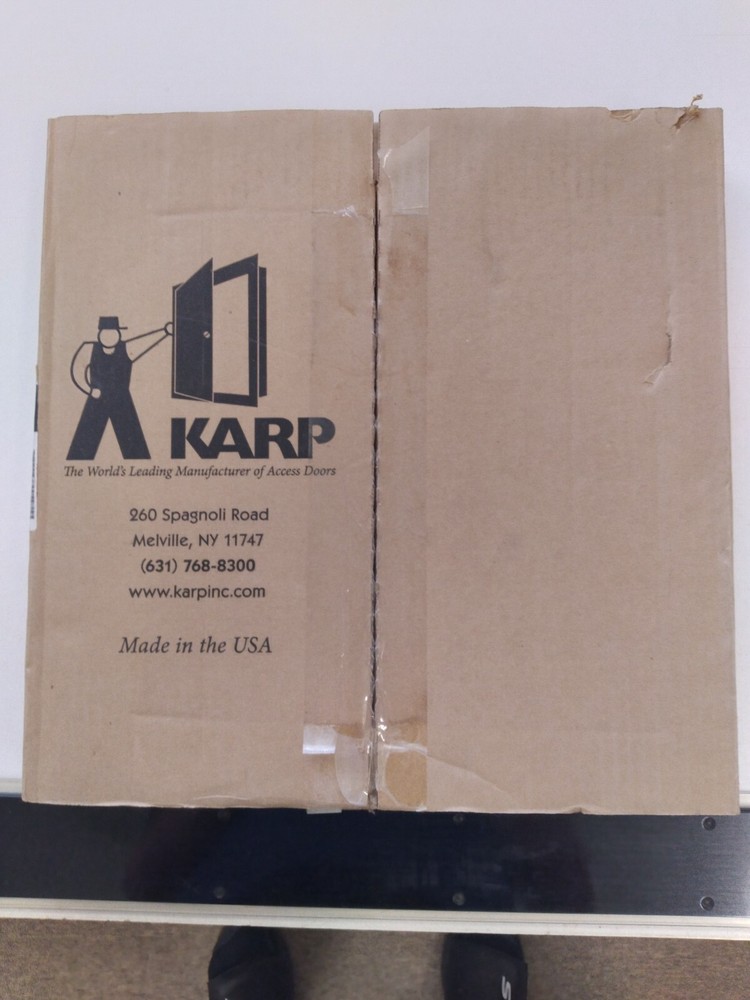 KARP
The World's Leading Manufacturer of Access Doors
260 Spagnoli Road
Melville, NY 11747
(631) 768-8300
www.karpinc.com
Made in the USA